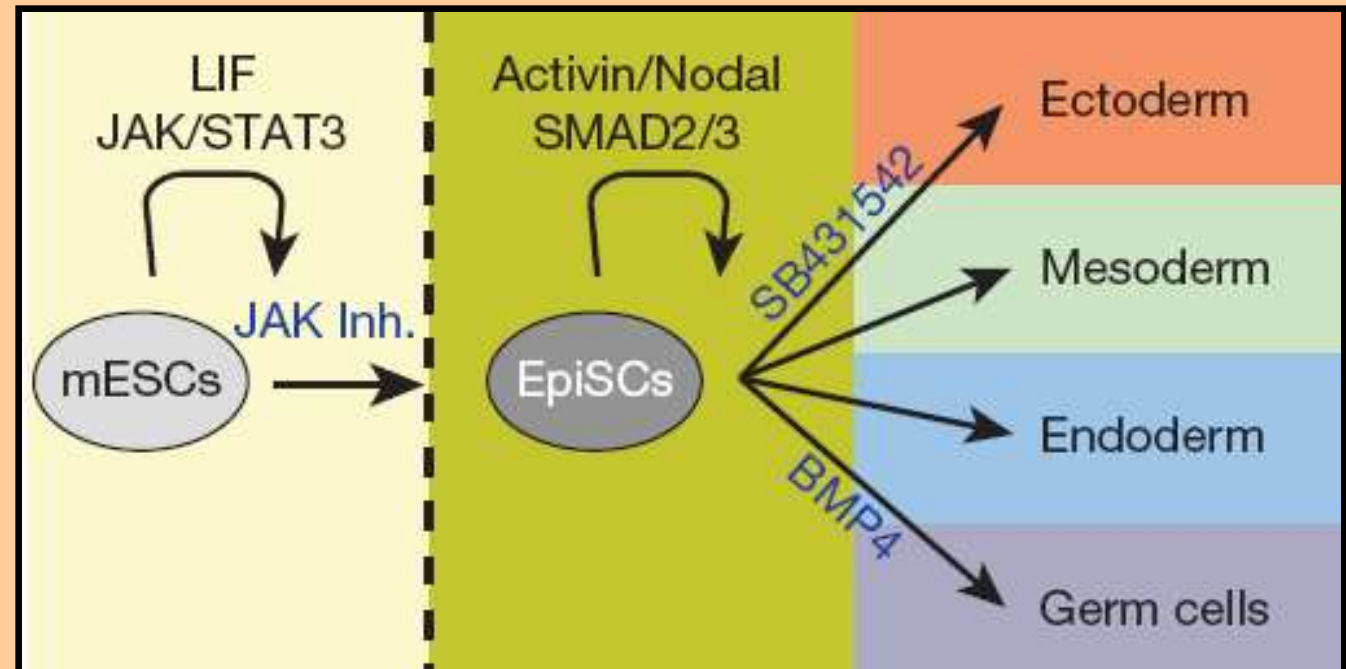 LIF
JAK/STAT3
JAK Inh.
mESCs
Activin/Nodal
SMAD2/3
EpiSCs
SB431542
BMP4
Ectoderm
Mesoderm
Endoderm
Germ cells